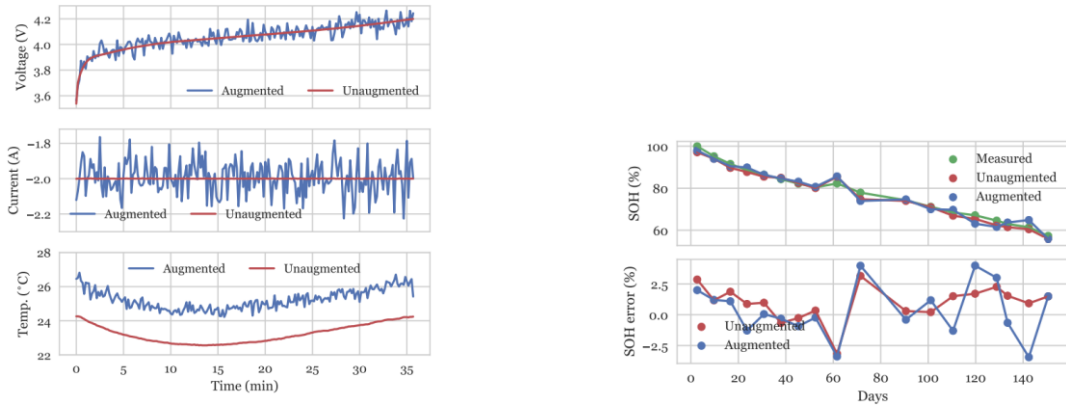 4.2
4.0
3.8
3.6
Voltage (V)
Augmented Unaugmented
−1.8
−2.0
−2.2
Current (A)
Augmented Unaugmented
28
26
24
22
Temp. (°C)
Augmented Unaugmented
0 5 10 15 20 25 30 35
Time (min)
100
80
60
SOH (%)
Measured
Unaugmented
Augmented
2.5
0.0
−2.5
SOH error (%)
Unaugmented
Augmented
0 20 40 60 80 100 120 140
Days